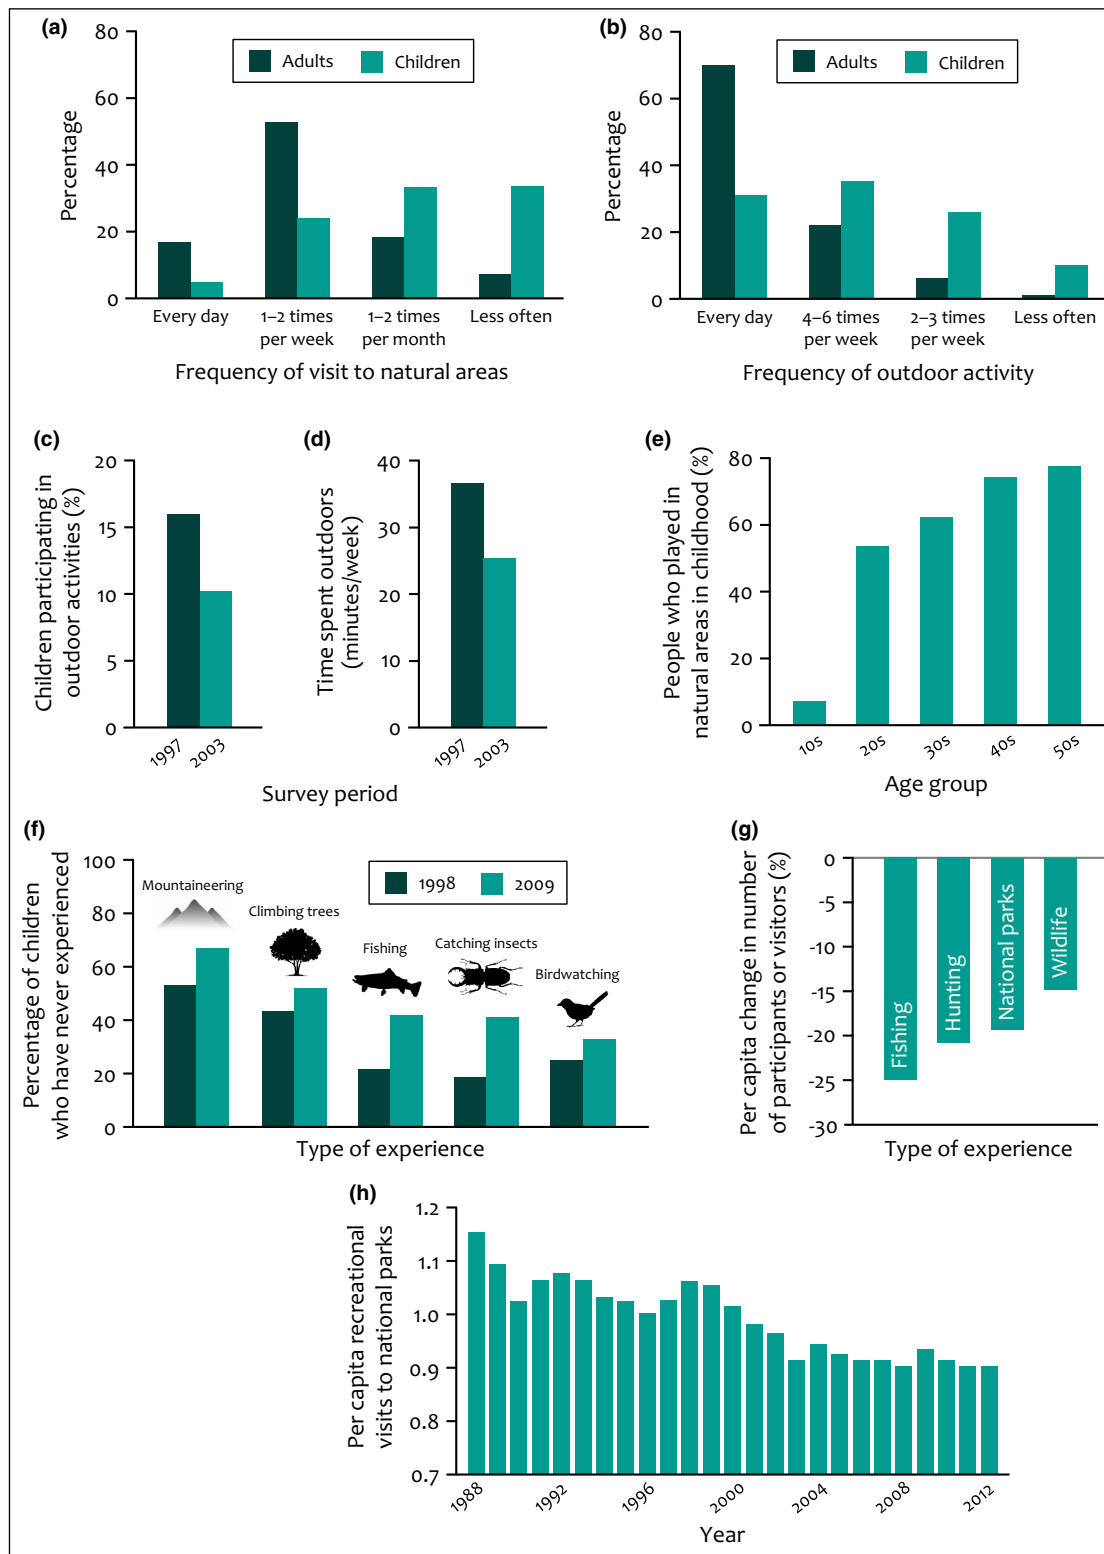 (a)
80
60
40
20
0
Percentage
Adults
Children
Every day
1–2 times
per week
1–2 times
per month
Less often
Frequency of visit to natural areas
(b)
80
60
40
20
0
Percentage
Adults
Children
Every day
4–6 times
per week
2–3 times
per week
Less often
Frequency of outdoor activity
(c)
20
15
10
5
0
Children participating in
outdoor activities (%)
1997
2003
(d)
40
30
20
10
0
Time spent outdoors
(minutes/week)
1997
2003
Survey period
(e)
80
60
40
20
0
People who played in
natural areas in childhood (%)
10s
20s
30s
40s
50s
Age group
(f)
100
80
60
40
20
0
Percentage of children
who have never experienced
1998
2009
Mountaineering
Climbing trees
Fishing
Catching insects
Birdwatching
Type of experience
(g)
0
-5
-10
-15
-20
-25
-30
Per capita change in number
of participants or visitors (%)
Fishing
Hunting
National parks
Wildlife
Type of experience
(h)
1.2
1.1
1.0
0.9
0.8
0.7
Per capita recreational
visits to national parks
1988
1992
1996
2000
2004
2008
2012
Year